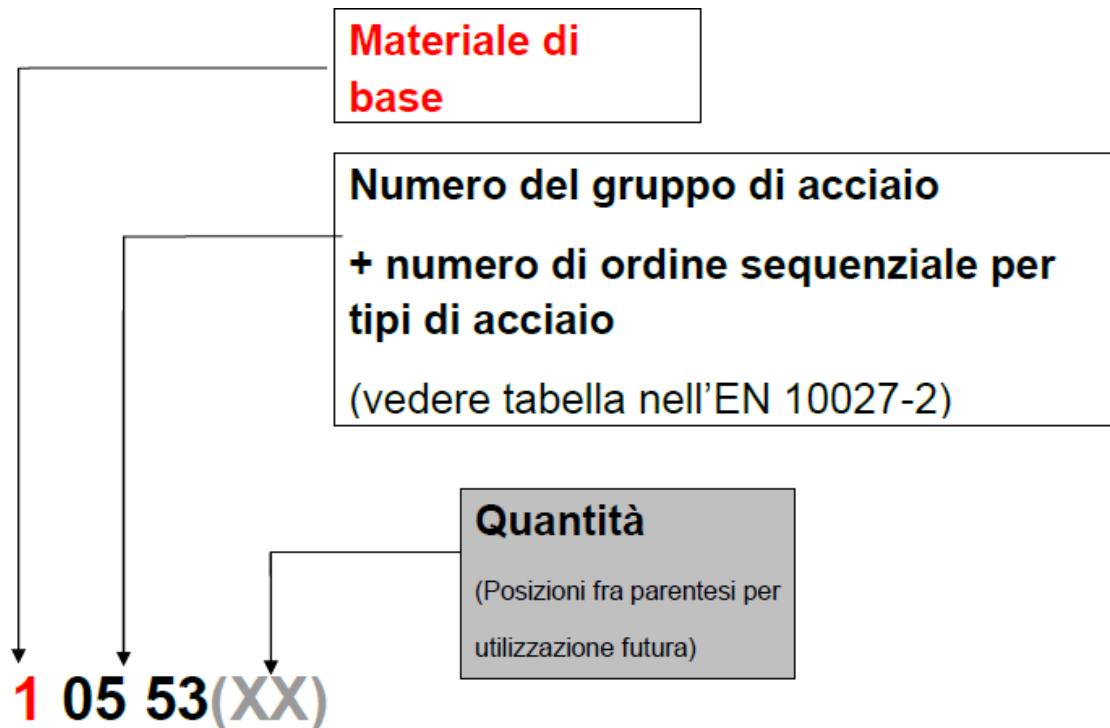 Materiale di
base
Numero del gruppo di acciaio
+ numero di ordine sequenziale per
tipi di acciaio
(vedere tabella nell’EN 10027-2)
Quantità
(Posizioni fra parentesi per
utilizzazione futura)
1 05 53(XX)